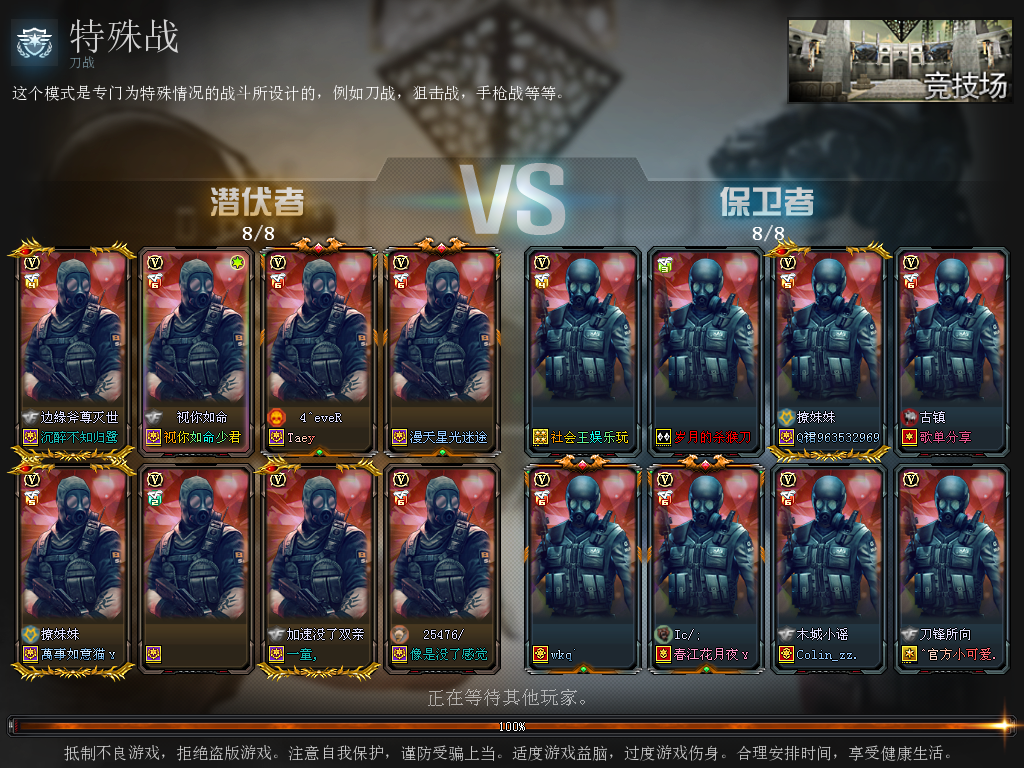 特殊战
刀战
这个模式是专门为特殊情况的战斗所设计的，例如刀战，狙击战，手枪战等等。
竞技场
VS
潜伏者
8/8
保卫者
8/8
边缘斧尊灭世
沉醉不知归鹭
视你如命
视你如命少君
4^eveR
Taey
漫天星光迷途
社会王娱乐玩
岁月的杀猴刀
撩妹妹
Q裙963532969
古镇
歌单分享
撩妹妹
萬事如意猫γ
加速没了双亲
一童,
25476/
像是没了感觉
wkq
Ic/;
春江花月夜γ
木城小谣
Colin_zz.
刀锋所向
^官方小可爱.
正在等待其他玩家。
100%
抵制不良游戏，拒绝盗版游戏。注意自我保护，谨防受骗上当。适度游戏益脑，过度游戏伤身。合理安排时间，享受健康生活。